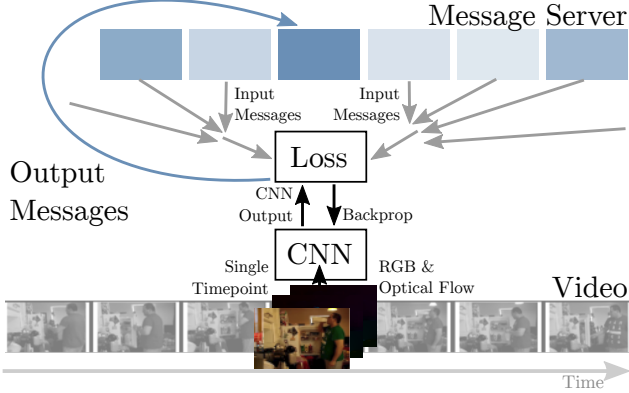 Message Server
Input
Messages
Input
Messages
Loss
Output
Messages
CNN
Output
Backprop
CNN
Single
Timepoint
RGB &
Optical Flow
Video
Time